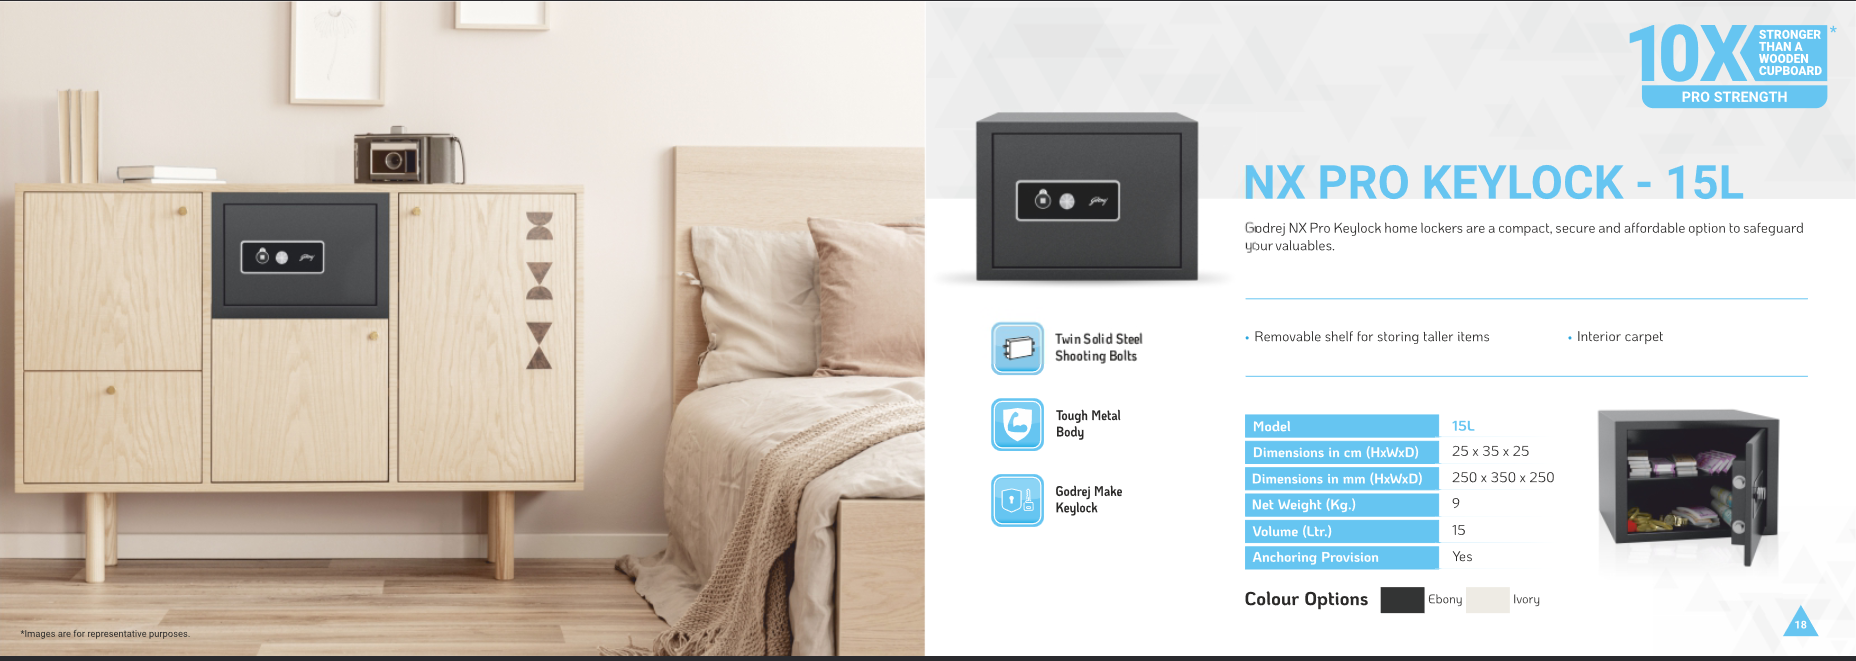 *Images are for representative purposes.
10X
STRONGER
THAN A
WOODEN
CUPBOARD
*
PRO STRENGTH
NX PRO KEYLOCK - 15L
Godrej NX Pro Keylock home lockers are a compact, secure and affordable option to safeguard
your valuables.
Twin Solid Steel
Shooting Bolts
Tough Metal
Body
Godrej Make
Keylock
• Removable shelf for storing taller items • Interior carpet
Model 15L
Dimensions in cm (HxWxD) 25 x 35 x 25
Dimensions in mm (HxWxD) 250 x 350 x 250
Net Weight (Kg.) 9
Volume (Ltr.) 15
Anchoring Provision Yes
Colour Options Ebony Ivory
18